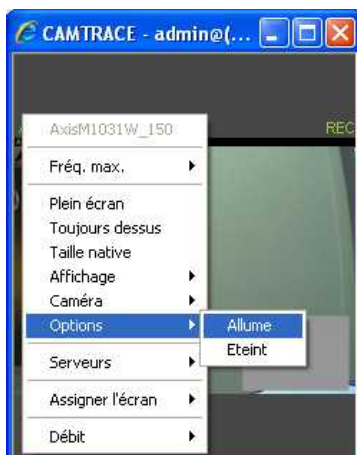 CAMTRACE - admin@(...
REC
AxisM1031W_150
Fréq. max.
Plein écran
Toujours dessus
Taille native
Affichage
Caméra
Options
Allume
Eteint
Serveurs
Assigner l'écran
Débit